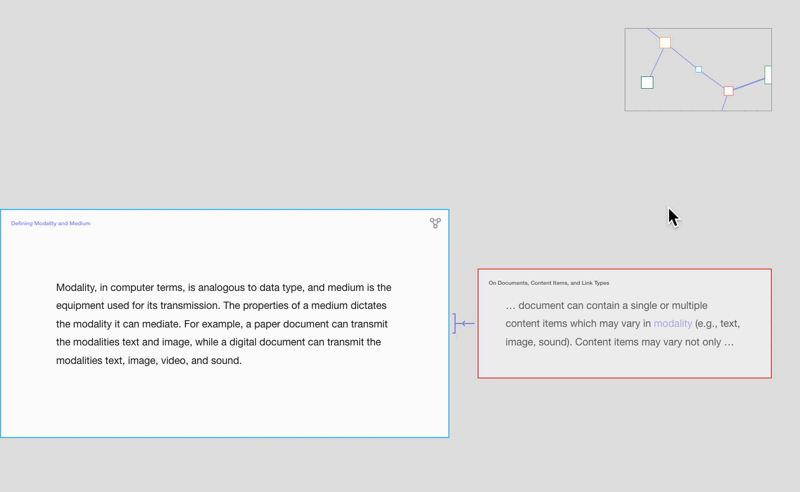 Defining Modality and Medium
Modality, in computer terms, is analogous to data type, and medium is the
equipment used for its transmission. The properties of a medium dictates
the modality it can mediate. For example, a paper document can transmit
the modalities text and image, while a digital document can transmit the
modalities text, image, video, and sound.
On Documents, Content Items, and Link Types
… document can contain a single or multiple
content items which may vary in modality (e.g., text,
image, sound). Content items may vary not only …